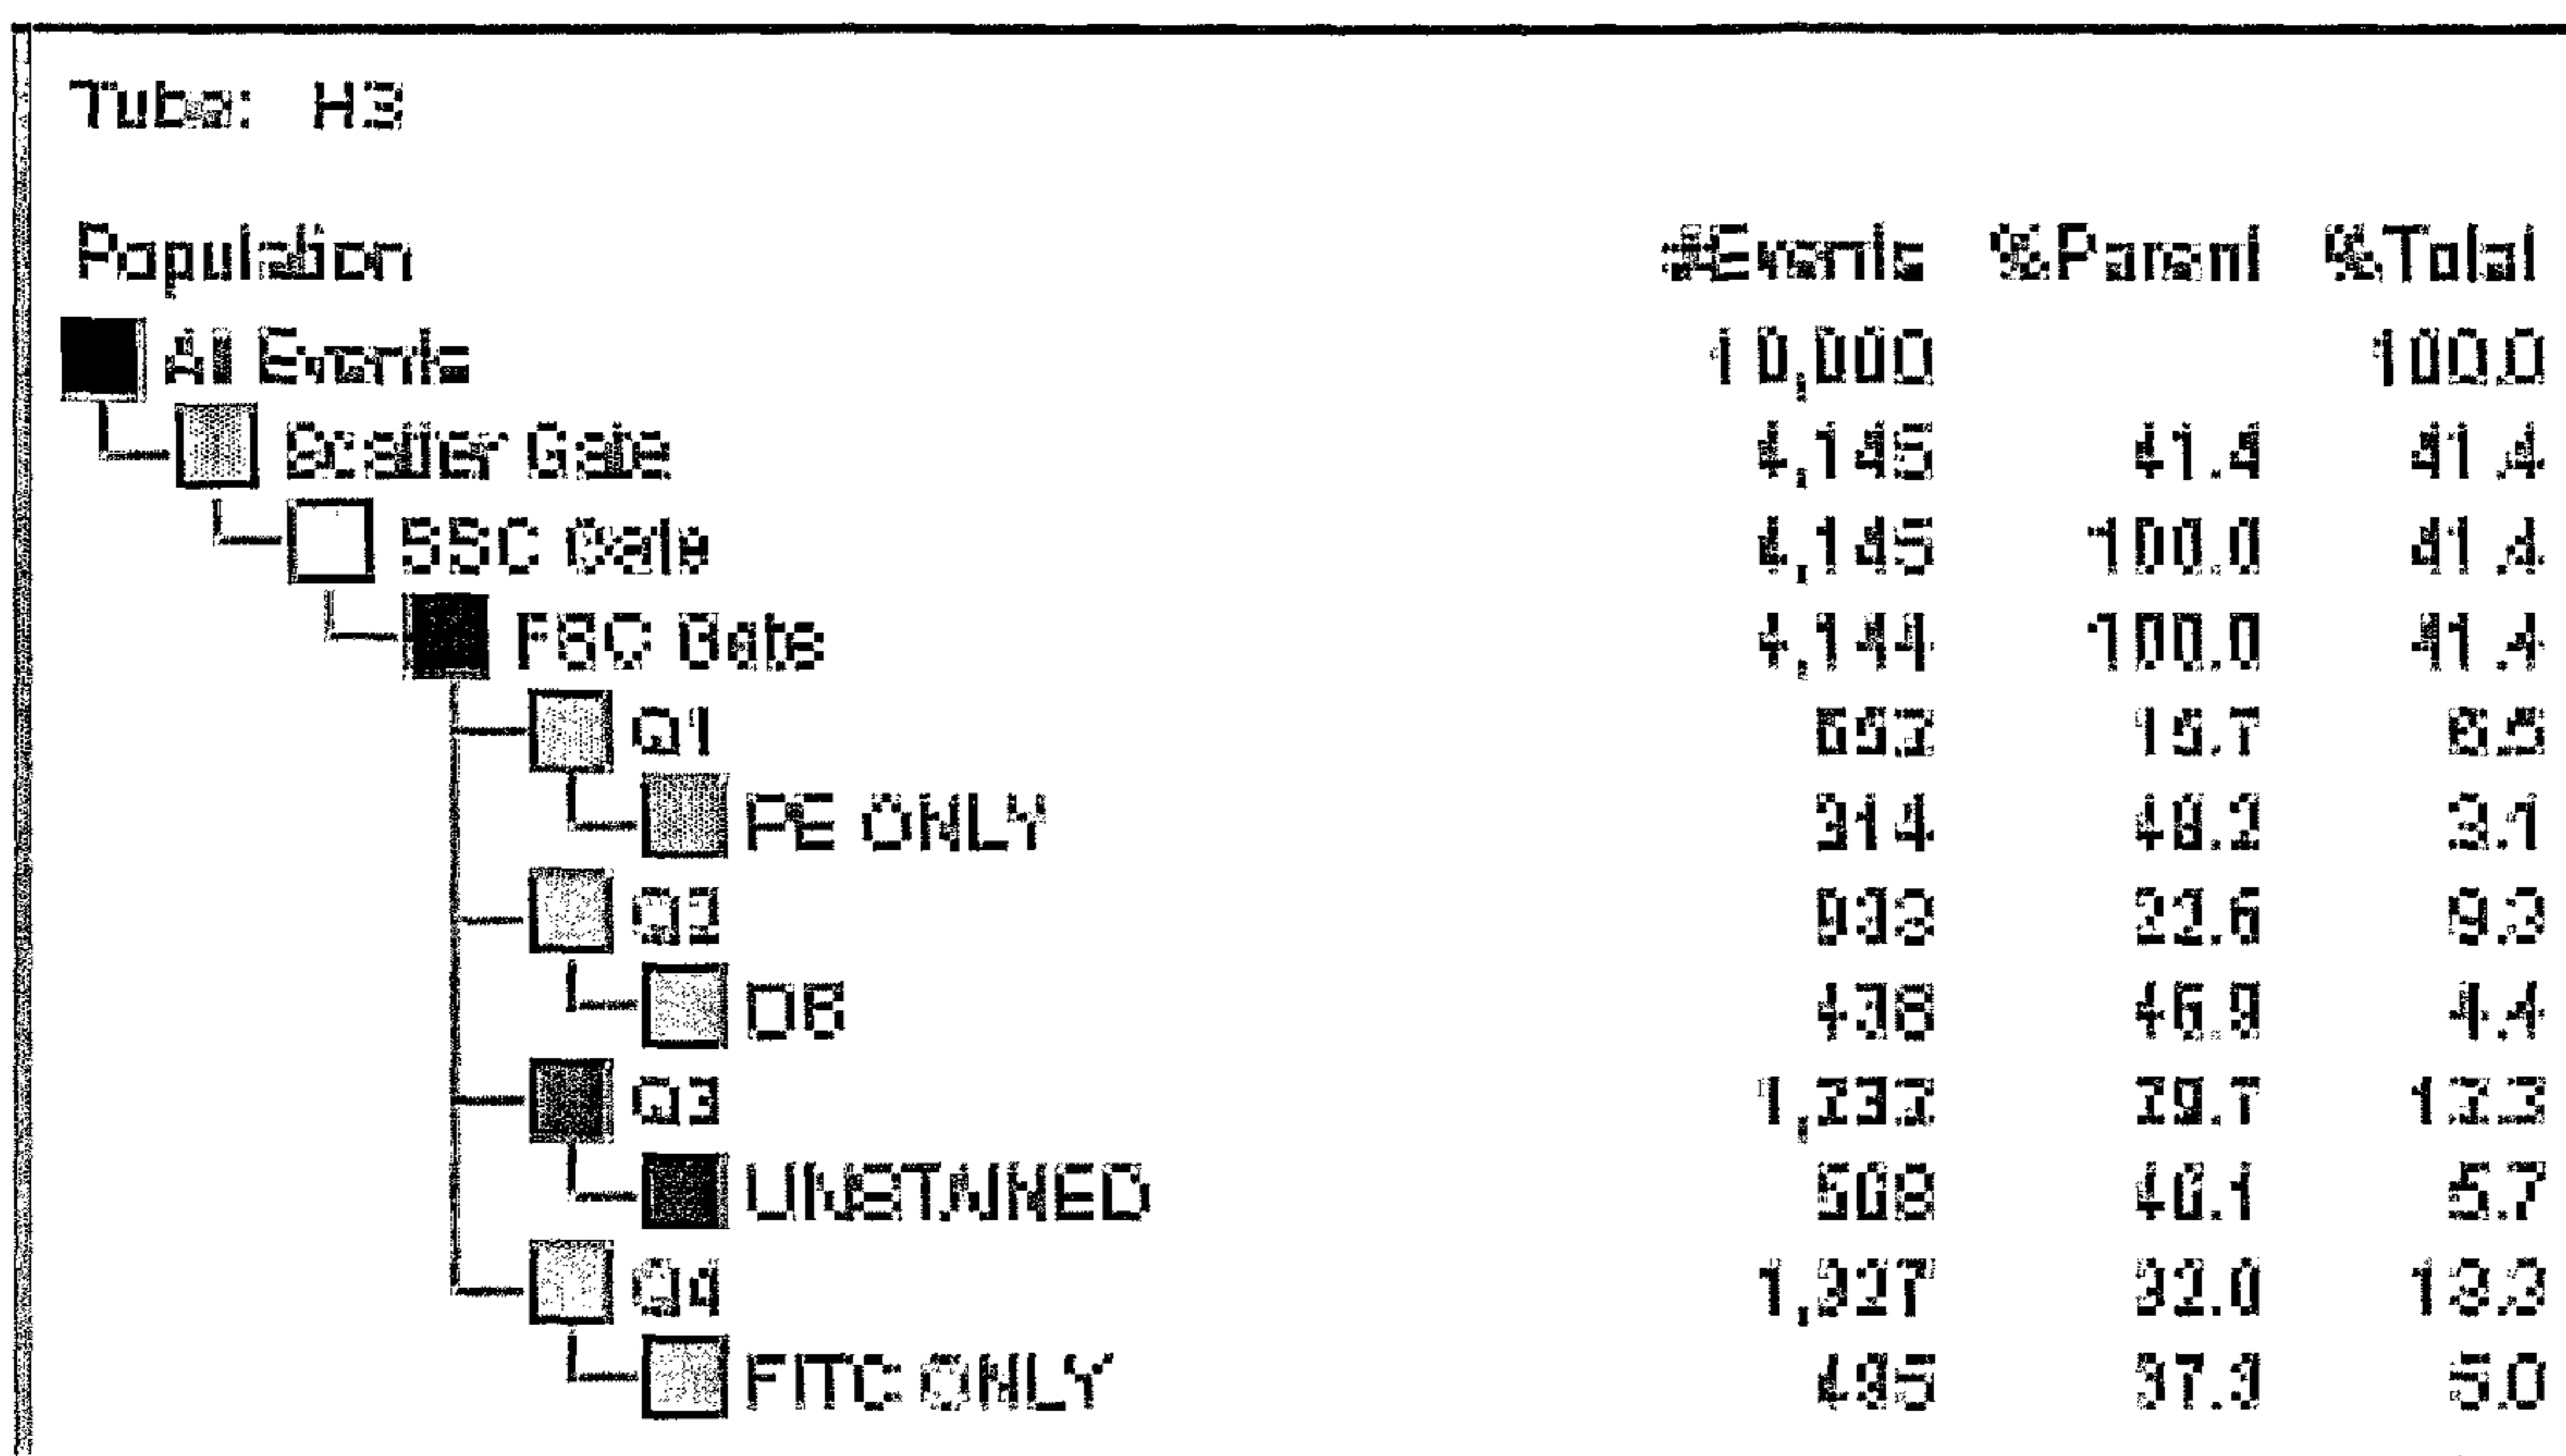 Tube: H3
Population #Events %Parent %Total
All Events 10,000 100.0
Scatter Gate 4,145 41.4 41.4
SSC Gate 4,145 100.0 41.4
FSC Gate 4,144 100.0 41.4
Q1 652 15.7 6.5
PE ONLY 314 48.2 3.1
Q2 933 22.5 9.3
DB 438 46.9 4.4
Q3 1,232 29.7 12.3
UNSTAINED 568 46.1 5.7
Q4 1,327 32.0 13.3
FITC ONLY 495 37.3 5.0